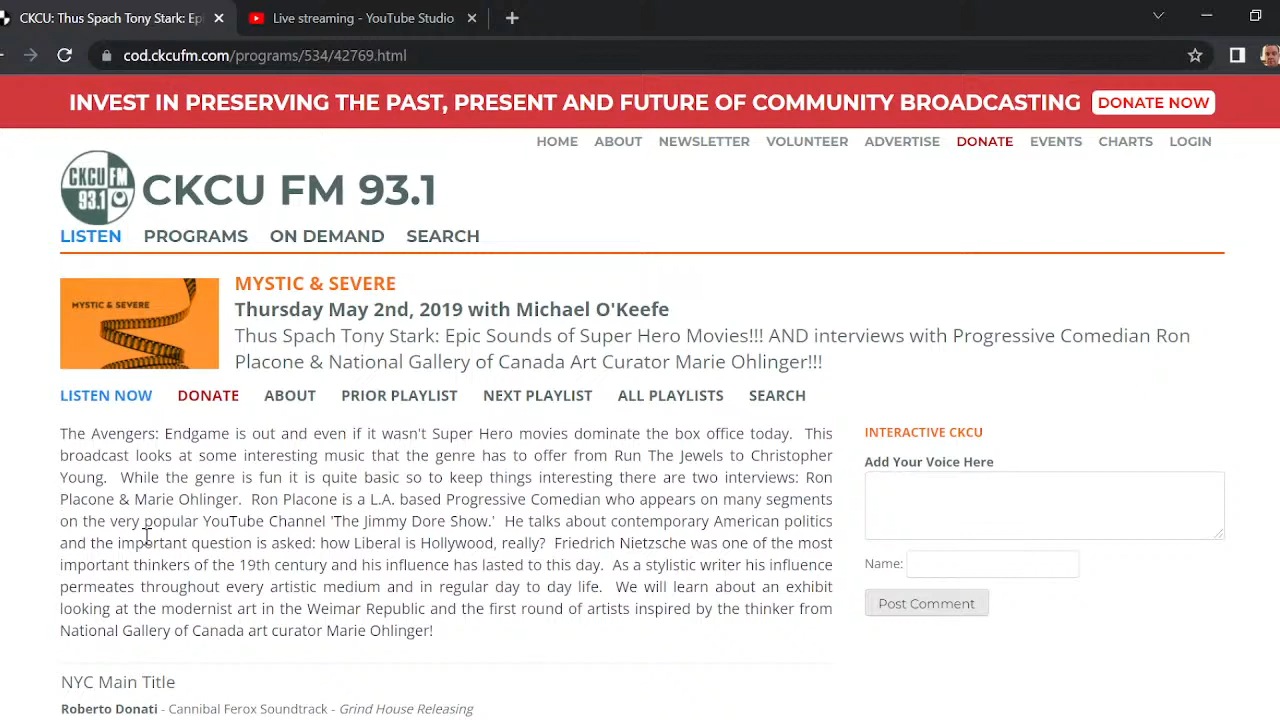 CKCU: Thus Spach Tony Stark: Ep
Live streaming - YouTube Studio
cod.ckcufm.com/programs/534/42769.html
INVEST IN PRESERVING THE PAST, PRESENT AND FUTURE OF COMMUNITY BROADCASTING DONATE NOW
HOME ABOUT NEWSLETTER VOLUNTEER ADVERTISE DONATE EVENTS CHARTS LOGIN
CKCU FM
93.1
CKCU FM 93.1
LISTEN PROGRAMS ON DEMAND SEARCH
MYSTIC & SEVERE
MYSTIC & SEVERE
Thursday May 2nd, 2019 with Michael O'Keefe
Thus Spach Tony Stark: Epic Sounds of Super Hero Movies!!! AND interviews with Progressive Comedian Ron
Placone & National Gallery of Canada Art Curator Marie Ohlinger!!!
LISTEN NOW DONATE ABOUT PRIOR PLAYLIST NEXT PLAYLIST ALL PLAYLISTS SEARCH
The Avengers: Endgame is out and even if it wasn't Super Hero movies dominate the box office today. This
broadcast looks at some interesting music that the genre has to offer from Run The Jewels to Christopher
Young. While the genre is fun it is quite basic so to keep things interesting there are two interviews: Ron
Placone & Marie Ohlinger. Ron Placone is a L.A. based Progressive Comedian who appears on many segments
on the very popular YouTube Channel 'The Jimmy Dore Show.' He talks about contemporary American politics
and the important question is asked: how Liberal is Hollywood, really? Friedrich Nietzsche was one of the most
important thinkers of the 19th century and his influence has lasted to this day. As a stylistic writer his influence
permeates throughout every artistic medium and in regular day to day life. We will learn about an exhibit
looking at the modernist art in the Weimar Republic and the first round of artists inspired by the thinker from
National Gallery of Canada art curator Marie Ohlinger!
INTERACTIVE CKCU
Add Your Voice Here
Name:
Post Comment
NYC Main Title
Roberto Donati - Cannibal Ferox Soundtrack - Grind House Releasing